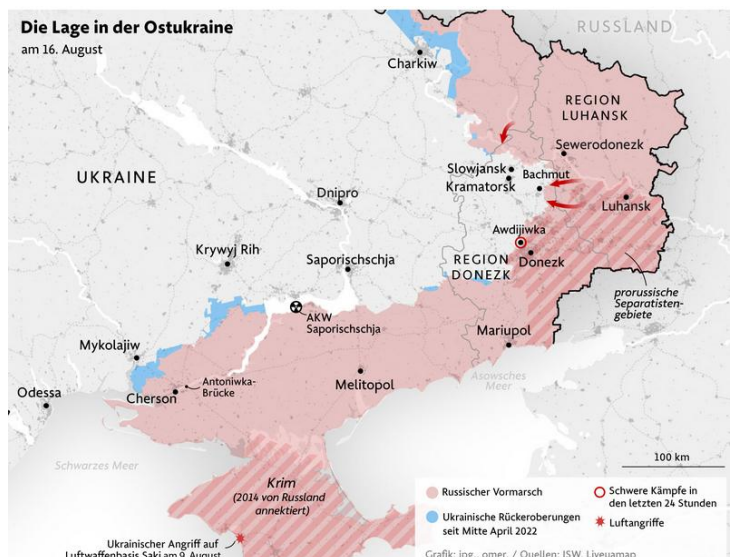 Die Lage in der Ostukraine
am 16. August
RUSSLAND
Charkiw
REGION
LUHANSK
Sewerodonezk
UKRAINE
Slowjansk
Kramatorsk
Bachmut
Luhansk
Dnipro
Awdijiwka
Krywyj Rih
Saporischschja
REGION
DONEZK
Donezk
prorussische
Separatisten-
gebiete
AKW
Saporischschja
Mykolajiw
Mariupol
Antoniwka-
Brücke
Melitopol
Asowsches
Meer
Odessa
Cherson
100 km
Schwarzes Meer
Krim
(2014 von Russland
annektiert)
Russischer Vormarsch
Ukrainische Rückeroberungen
seit Mitte April 2022
Schwere Kämpfe in
den letzten 24 Stunden
Luftangriffe
Ukrainischer Angriff auf
Luftwaffenbasis Saki am 9. August
Grafik: jpg., omer. / Quellen: ISW, Liveuamap